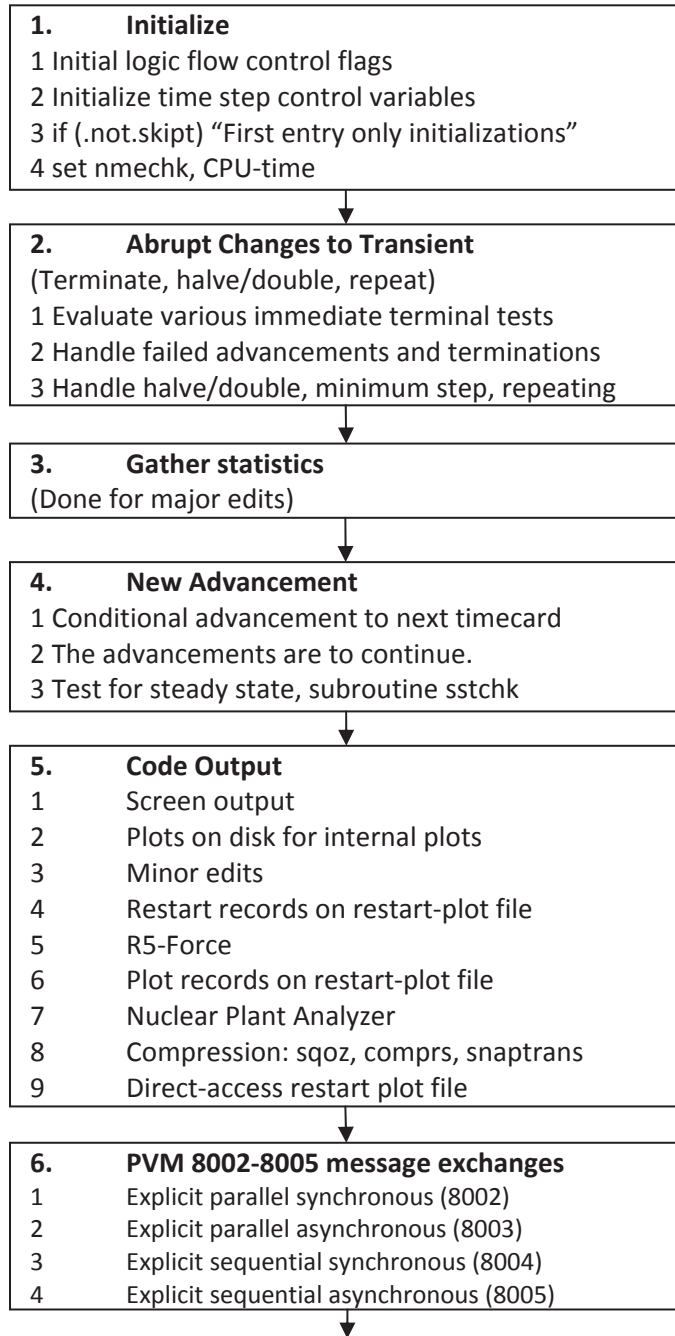 1. Initialize
1 Initial logic flow control flags
2 Initialize time step control variables
3 if (.not.skipt) “First entry only initializations”
4 set nmechk, CPU-time
2. Abrupt Changes to Transient
(Terminate, halve/double, repeat)
1 Evaluate various immediate terminal tests
2 Handle failed advancements and terminations
3 Handle halve/double, minimum step, repeating
3. Gather statistics
(Done for major edits)
4. New Advancement
1 Conditional advancement to next timecard
2 The advancements are to continue.
3 Test for steady state, subroutine sstchk
5. Code Output
1 Screen output
2 Plots on disk for internal plots
3 Minor edits
4 Restart records on restart-plot file
5 R5-Force
6 Plot records on restart-plot file
7 Nuclear Plant Analyzer
8 Compression: sqoz, comprs, snaptrans
9 Direct-access restart plot file
6. PVM 8002-8005 message exchanges
1 Explicit parallel synchronous (8002)
2 Explicit parallel asynchronous (8003)
3 Explicit sequential synchronous (8004)
4 Explicit sequential asynchronous (8005)